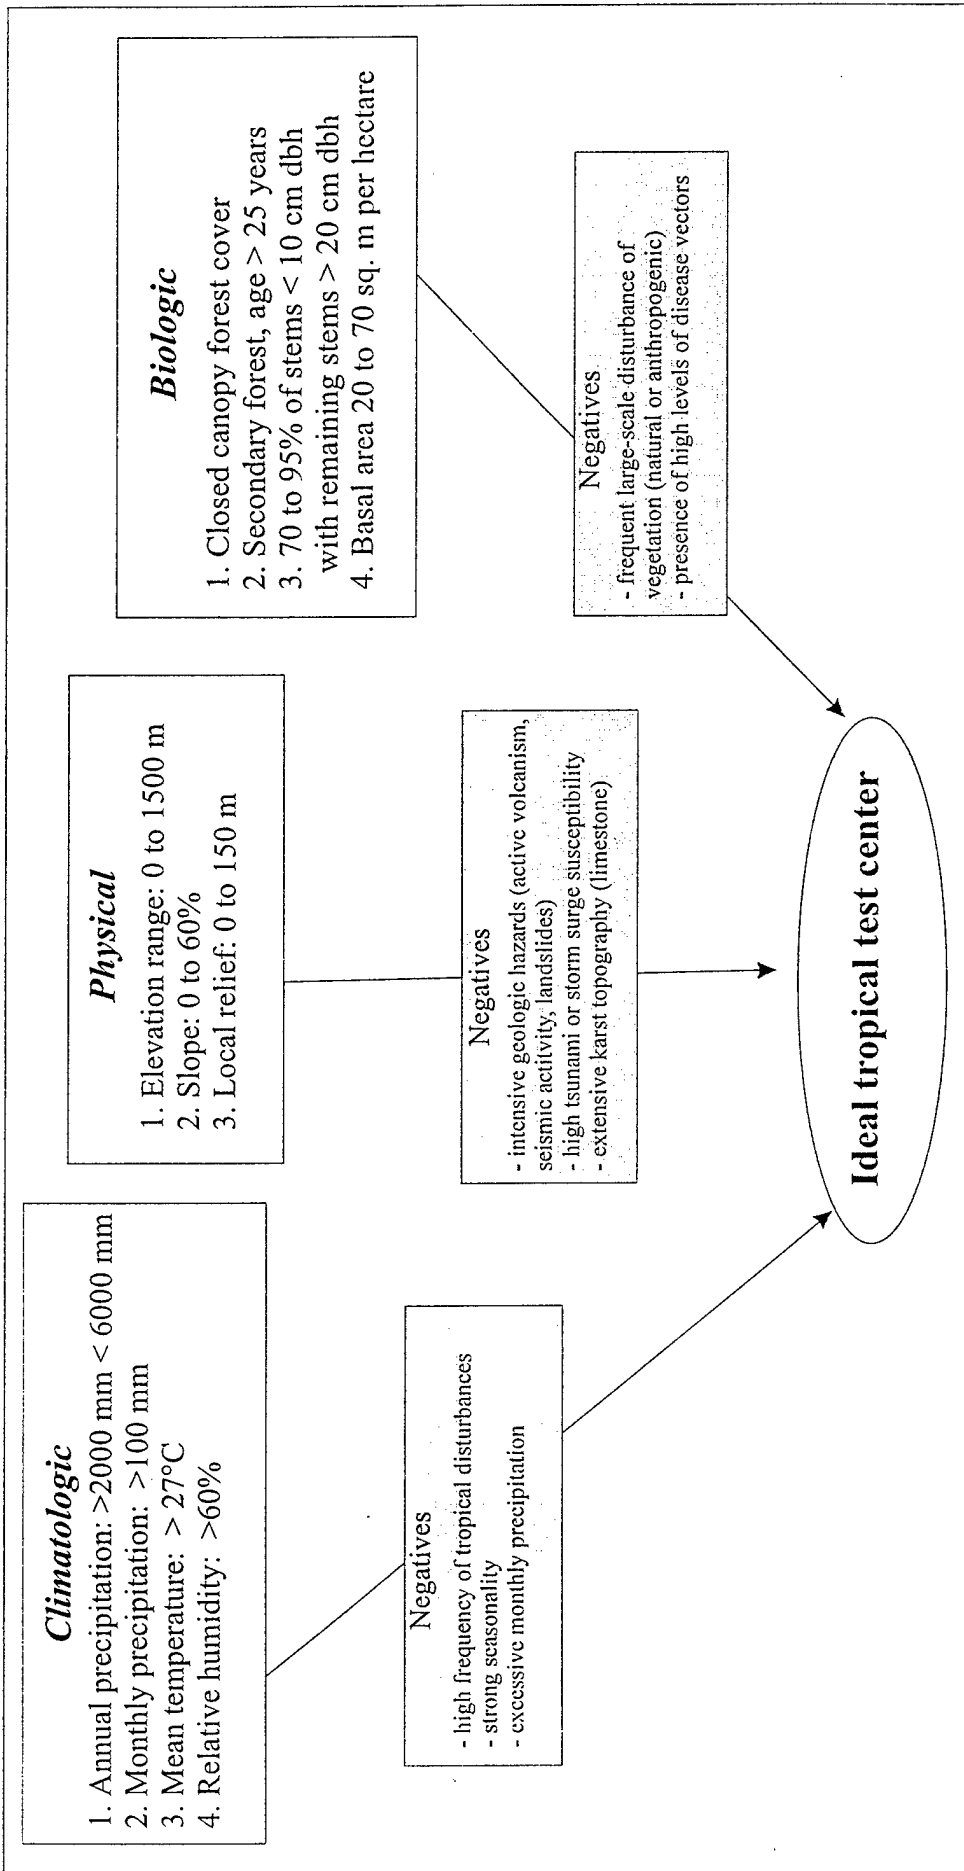 Climatologic
1. Annual precipitation: >2000 mm < 6000 mm
2. Monthly precipitation: >100 mm
3. Mean temperature: > 27°C
4. Relative humidity: >60%
Negatives
- high frequency of tropical disturbances
- strong seasonality
- excessive monthly precipitation
Physical
1. Elevation range: 0 to 1500 m
2. Slope: 0 to 60%
3. Local relief: 0 to 150 m
Negatives
- intensive geologic hazards (active volcanism,
seismic actitvity, landslides)
- high tsunami or storm surge susceptibility
- extensive karst topography (limestone)
Biologic
1. Closed canopy forest cover
2. Secondary forest, age > 25 years
3. 70 to 95% of stems < 10 cm dbh
with remaining stems > 20 cm dbh
4. Basal area 20 to 70 sq. m per hectare
Negatives
- frequent large-scale disturbance of
vegetation (natural or anthropogenic)
- presence of high levels of disease vectors
Ideal tropical test center